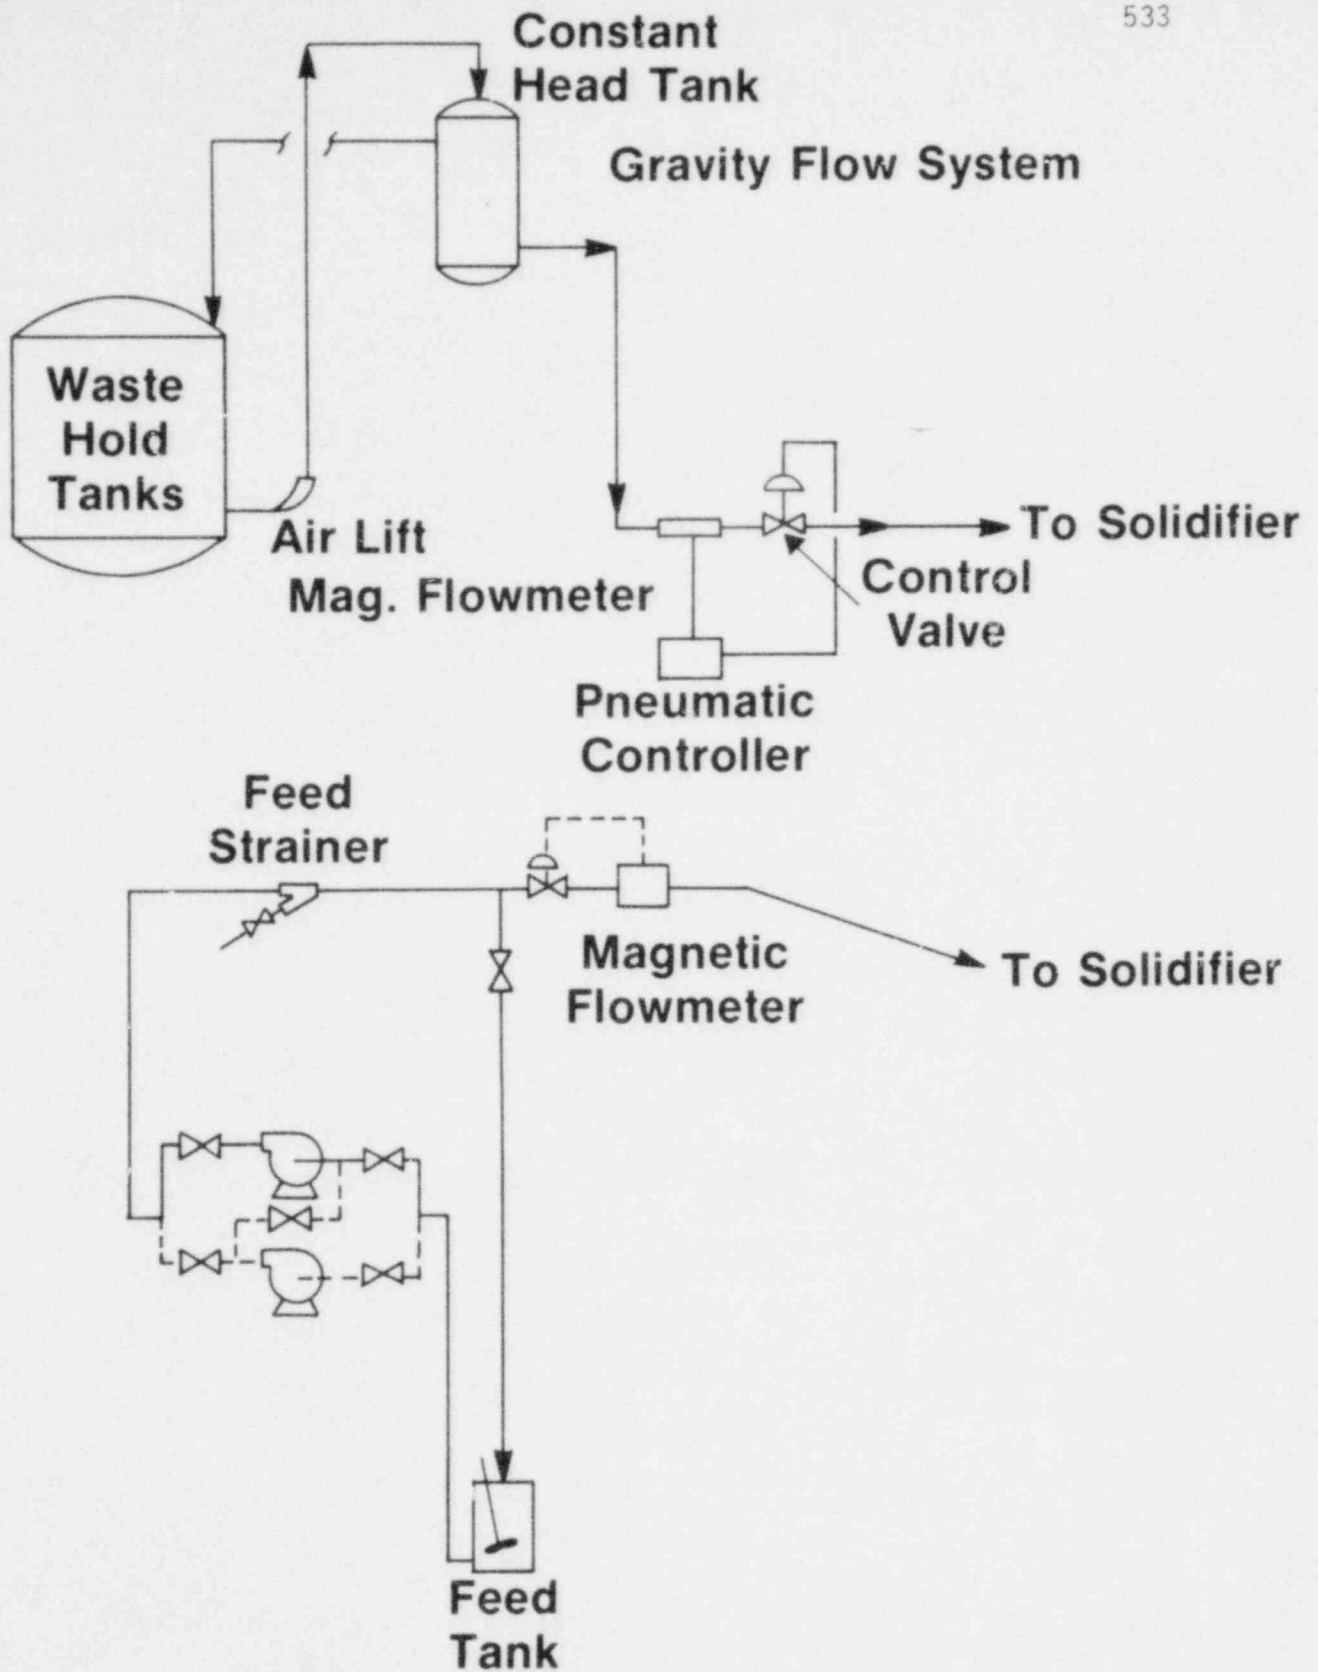 533
Constant
Head Tank
Gravity Flow System
Waste
Hold
Tanks
Air Lift
Mag. Flowmeter
To Solidifier
Control
Valve
Pneumatic
Controller
Feed
Strainer
Magnetic
Flowmeter
To Solidifier
Feed
Tank